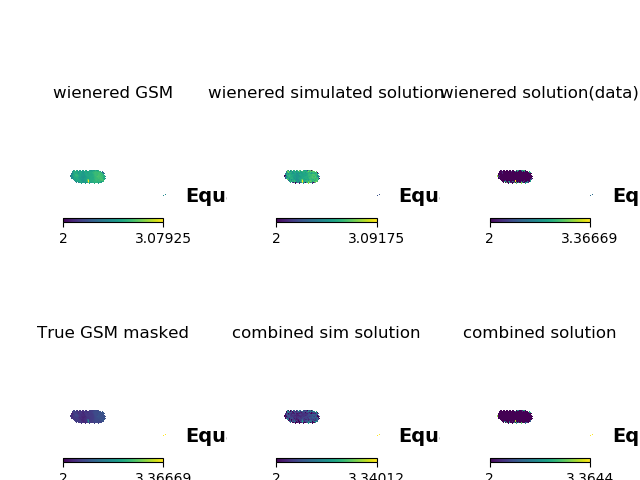 wienered GSM wienered simulated solution wienered solution(data)
Equ Equ Eq
2 3.07925 2 3.09175 2 3.36669
True GSM masked combined sim solution combined solution
Equ Equ Eq
2 3.36669 2 3.34012 2 3.3644